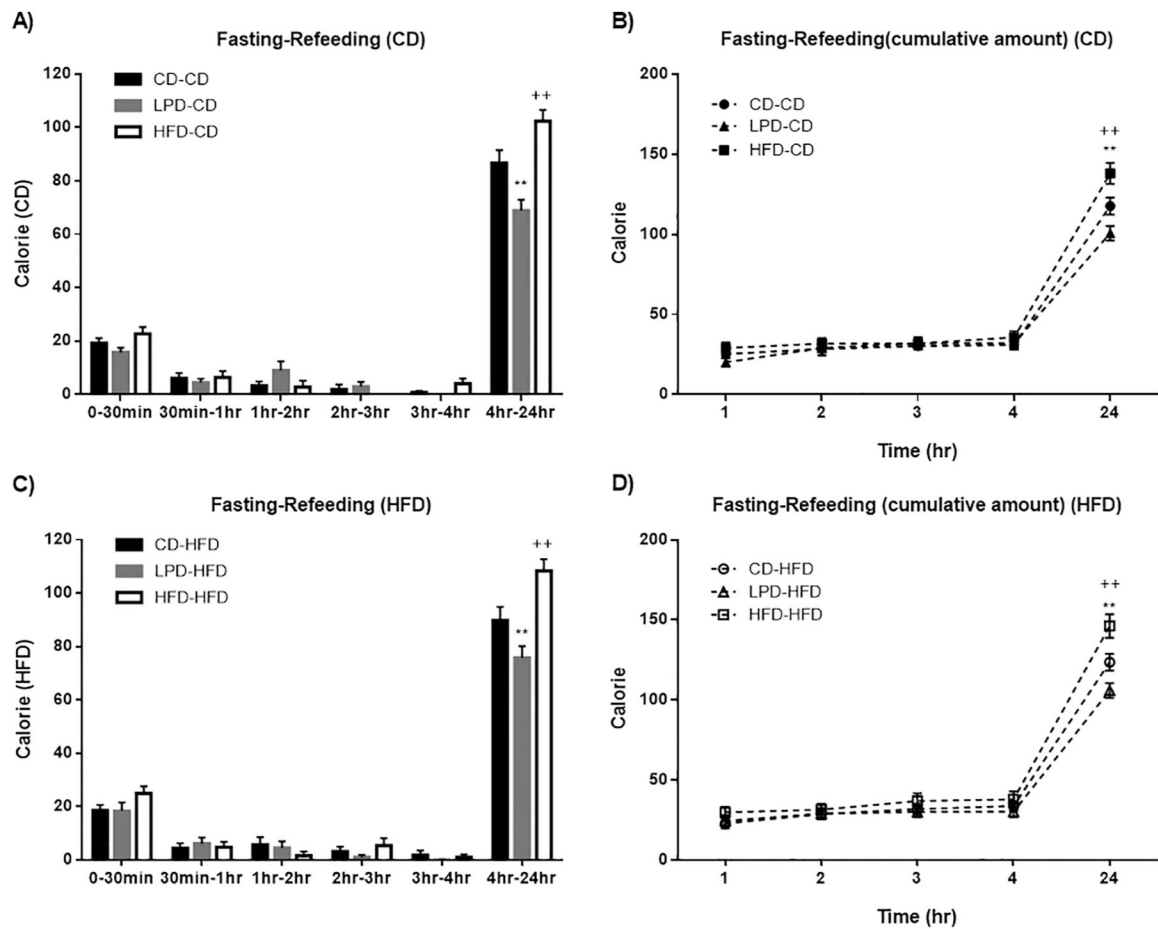 A)
Fasting-Refeeding (CD)
120
100
80
60
40
20
0
Calorie (CD)
CD-CD
LPD-CD
HFD-CD
**
++
0-30min 30min-1hr 1hr-2hr 2hr-3hr 3hr-4hr 4hr-24hr
B)
Fasting-Refeeding(cumulative amount) (CD)
200
150
100
50
0
Calorie
CD-CD
LPD-CD
HFD-CD
++
**
1 2 3 4 24
Time (hr)
C)
Fasting-Refeeding (HFD)
120
100
80
60
40
20
0
Calorie (HFD)
CD-HFD
LPD-HFD
HFD-HFD
**
++
0-30min 30min-1hr 1hr-2hr 2hr-3hr 3hr-4hr 4hr-24hr
D)
Fasting-Refeeding (cumulative amount) (HFD)
200
150
100
50
0
Calorie
CD-HFD
LPD-HFD
HFD-HFD
++
**
1 2 3 4 24
Time (hr)